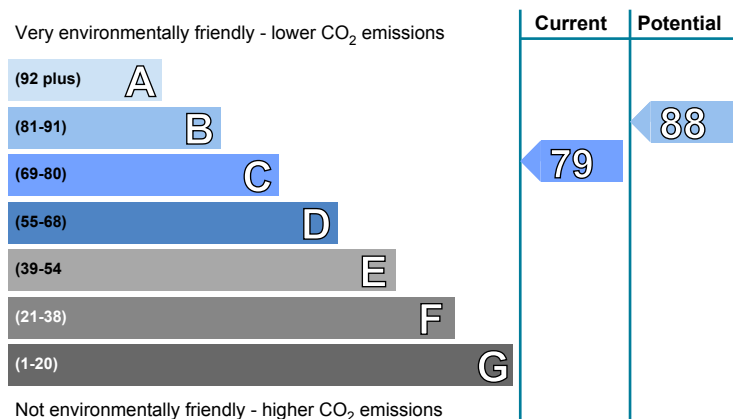 Very environmentally friendly - lower CO₂ emissions
Current
Potential
(92 plus) A
(81-91) B
(69-80) C
(55-68) D
(39-54 E
(21-38) F
(1-20) G
79
88
Not environmentally friendly - higher CO₂ emissions